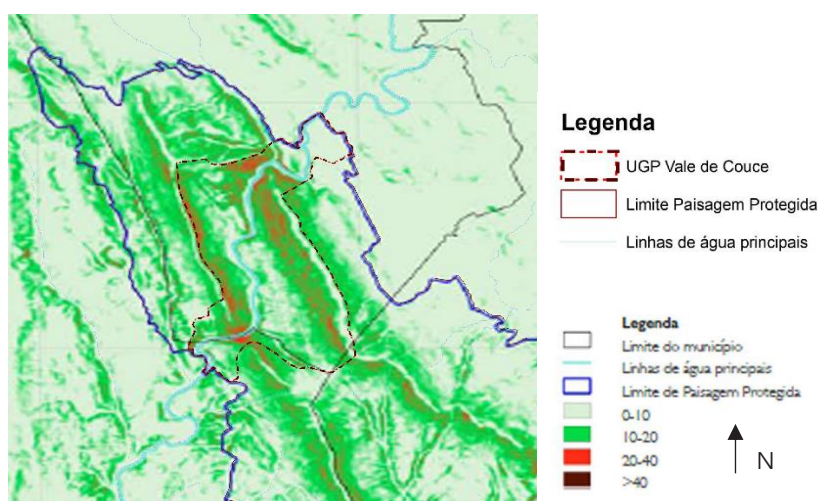 Legenda
UGP Vale de Couce
Limite Paisagem Protegida
Linhas de água principais
Legenda
Limite do município
Linhas de água principais
Limite de Paisagem Protegida
0-10
10-20
20-40
>40
N